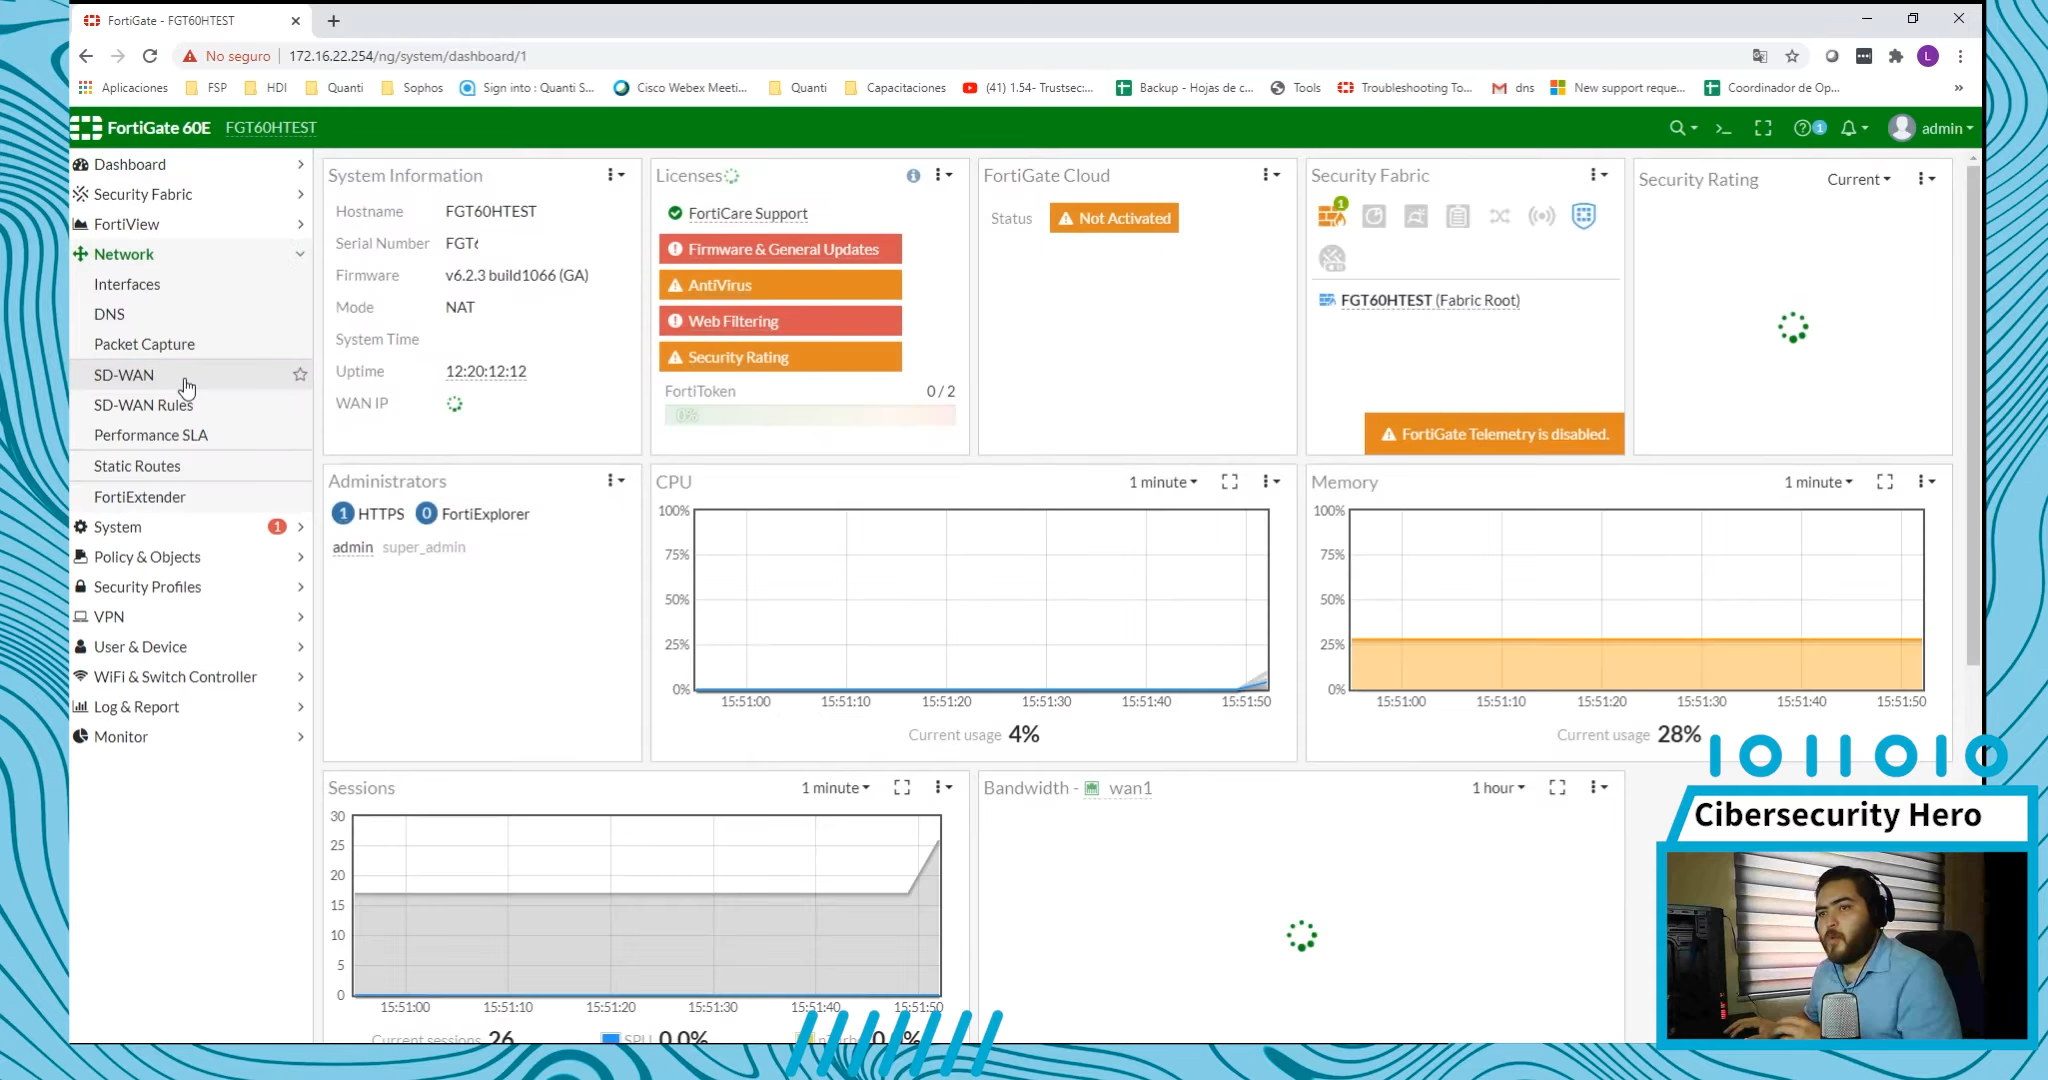 FortiGate - FGT60HTEST
No seguro
172.16.22.254/ng/system/dashboard/1
L
Aplicaciones
FSP
HDI
Quanti
Sophos
Sign into : Quanti S...
Cisco Webex Meeti...
Quanti
Capacitaciones
(41) 1.54- Trustsec:...
Backup - Hojas de c...
Tools
Troubleshooting To...
dns
New support reque...
Coordinador de Op...
FortiGate 60E
FGT60HTEST
1
admin
Dashboard
Security Fabric
FortiView
Network
Interfaces
DNS
Packet Capture
SD-WAN
SD-WAN Rules
Performance SLA
Static Routes
FortiExtender
System
1
Policy & Objects
Security Profiles
VPN
User & Device
WiFi & Switch Controller
Log & Report
Monitor
System Information
Hostname FGT60HTEST
Serial Number FGT6
Firmware v6.2.3 build1066 (GA)
Mode NAT
System Time
Uptime 12:20:12:12
WAN IP
Licenses
FortiCare Support
Firmware & General Updates
AntiVirus
Web Filtering
Security Rating
FortiToken 0 / 2
0%
FortiGate Cloud
Status Not Activated
Security Fabric
1
FGT60HTEST (Fabric Root)
FortiGate Telemetry is disabled.
Security Rating
Current
Administrators
1 HTTPS 0 FortiExplorer
admin super_admin
CPU
1 minute
100%
75%
50%
25%
0%
15:51:00 15:51:10 15:51:20 15:51:30 15:51:40 15:51:50
Current usage 4%
Memory
1 minute
100%
75%
50%
25%
0%
15:51:00 15:51:10 15:51:20 15:51:30 15:51:40 15:51:50
Current usage 28%
Sessions
1 minute
30
25
20
15
10
5
0
15:51:00 15:51:10 15:51:20 15:51:30 15:51:40 15:51:50
Current sessions 26
SPU 0.0%
Bandwidth - wan1
1 hour
1011010
Cibersecurity Hero